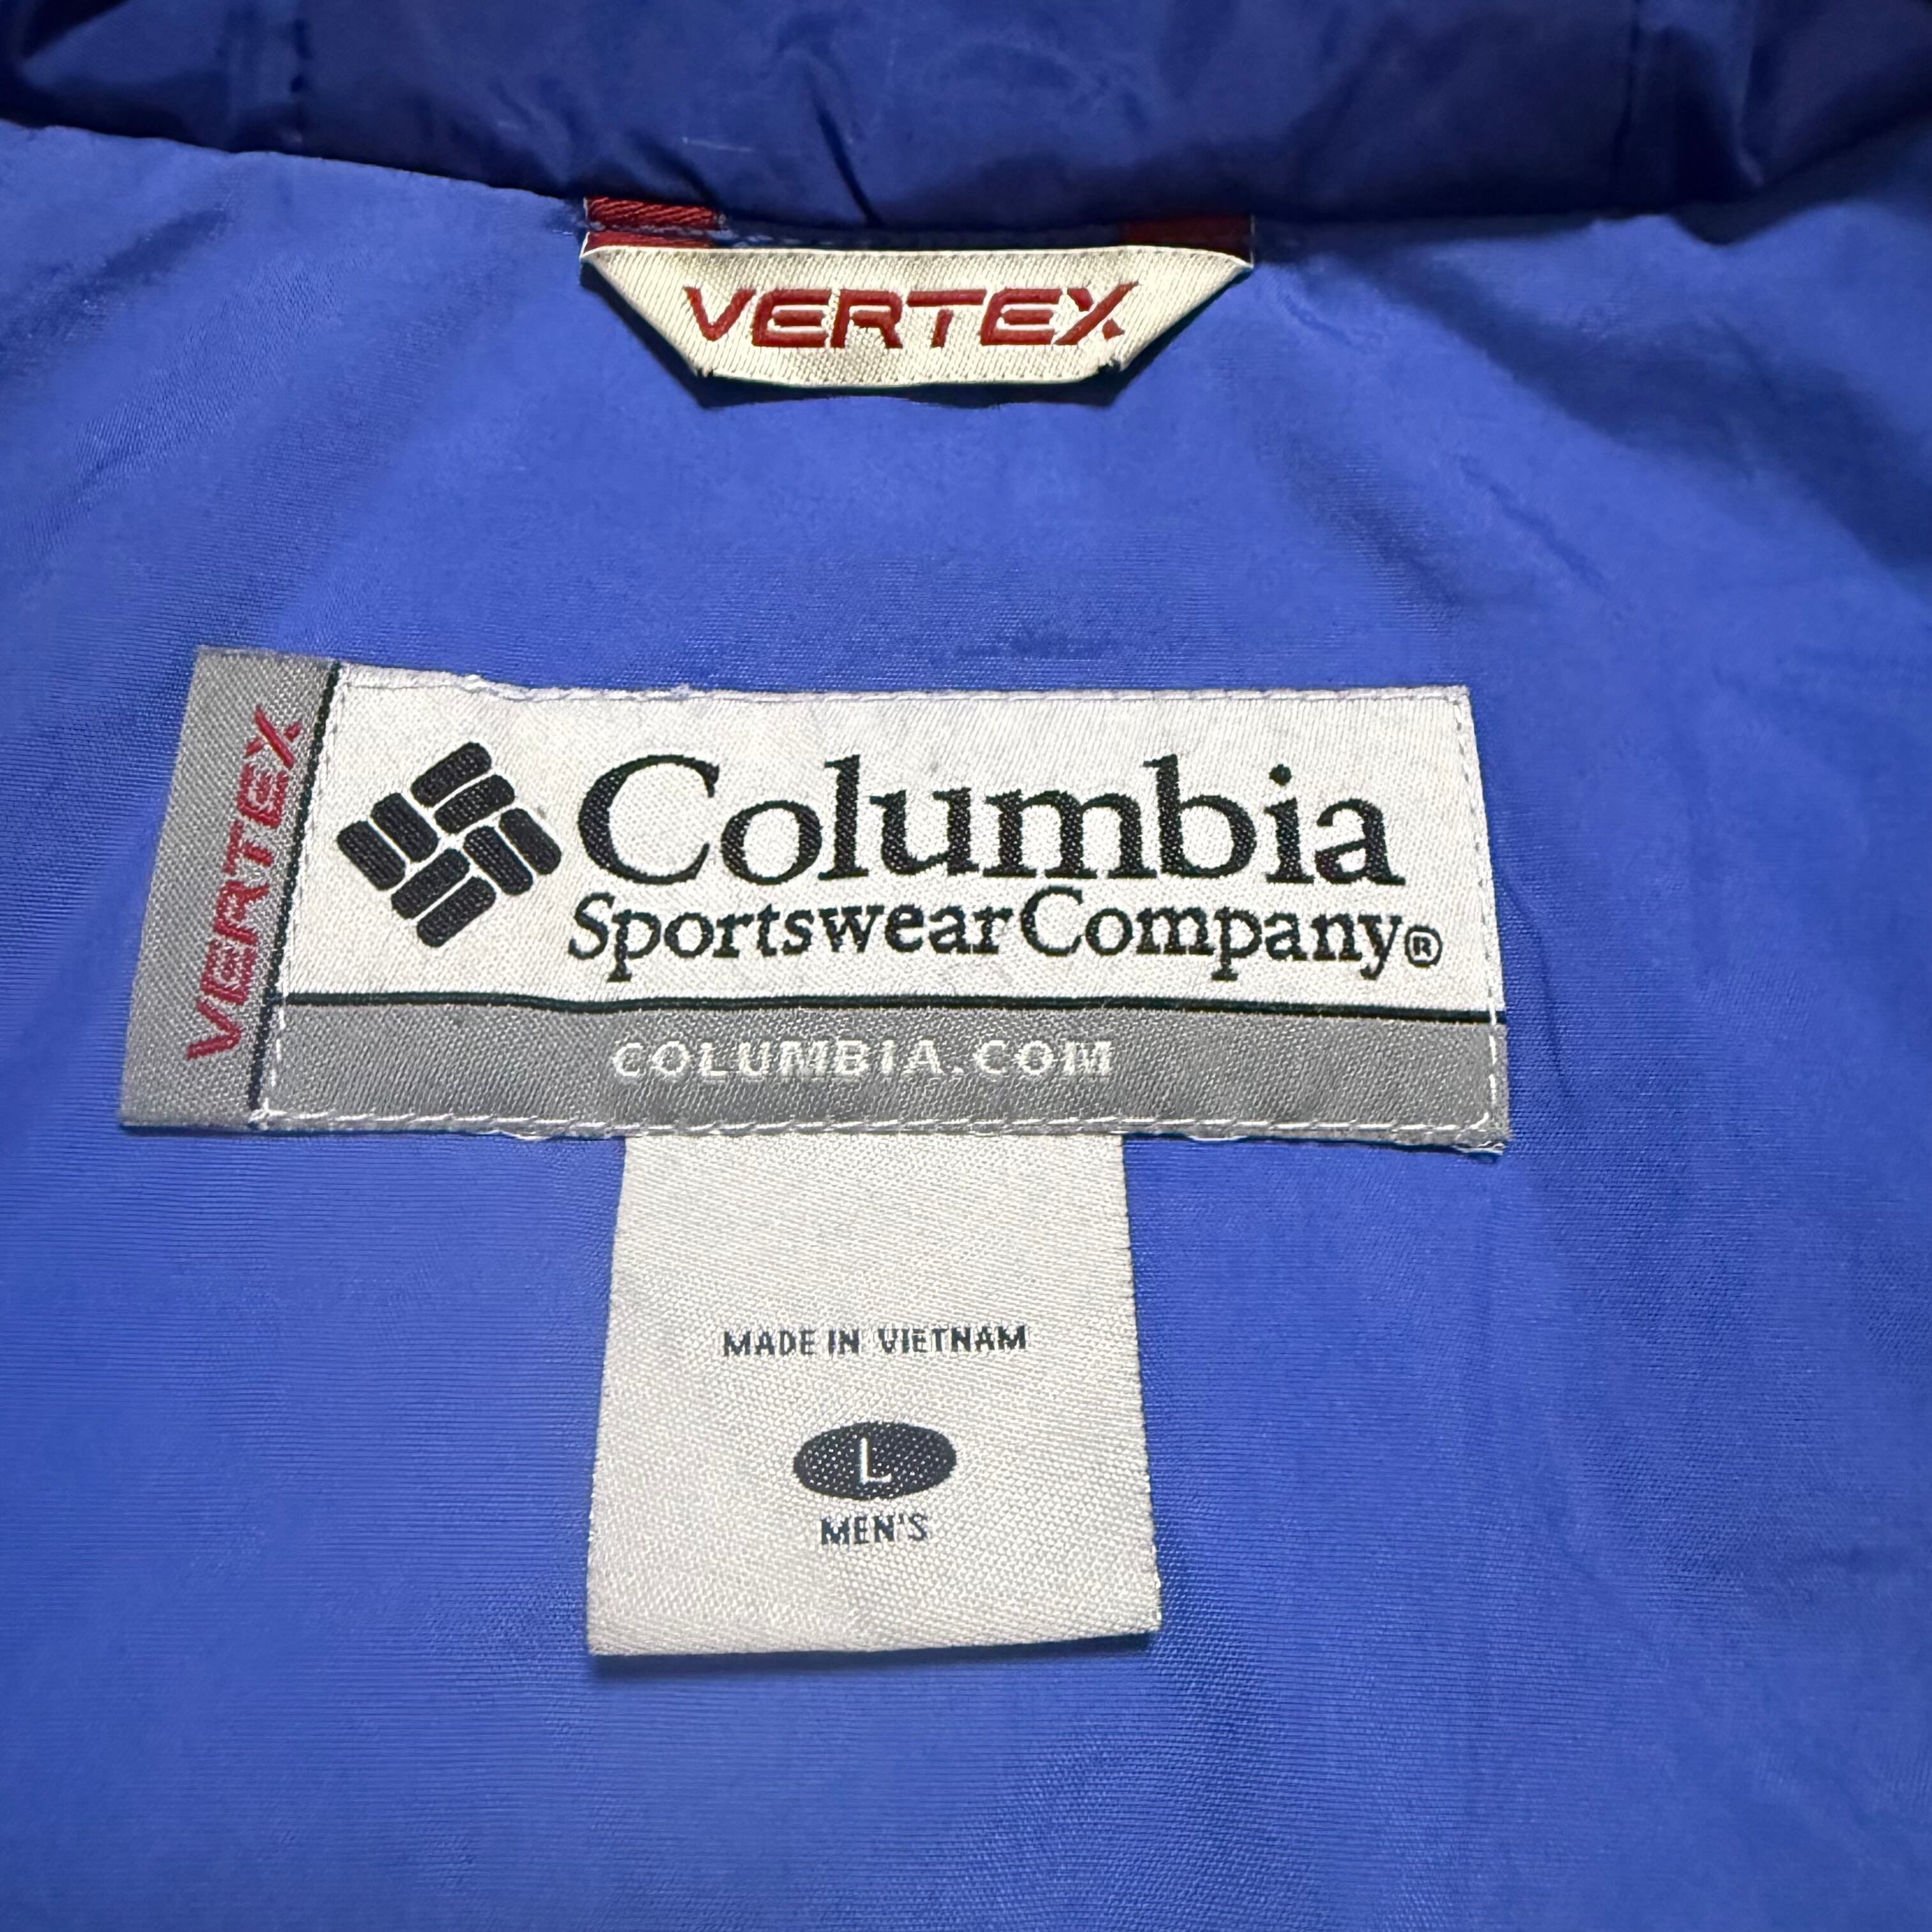 VERTEX
VERTEX
Columbia
Sportswear Company®
COLUMBIA.COM
MADE IN VIETNAM
L
MEN'S